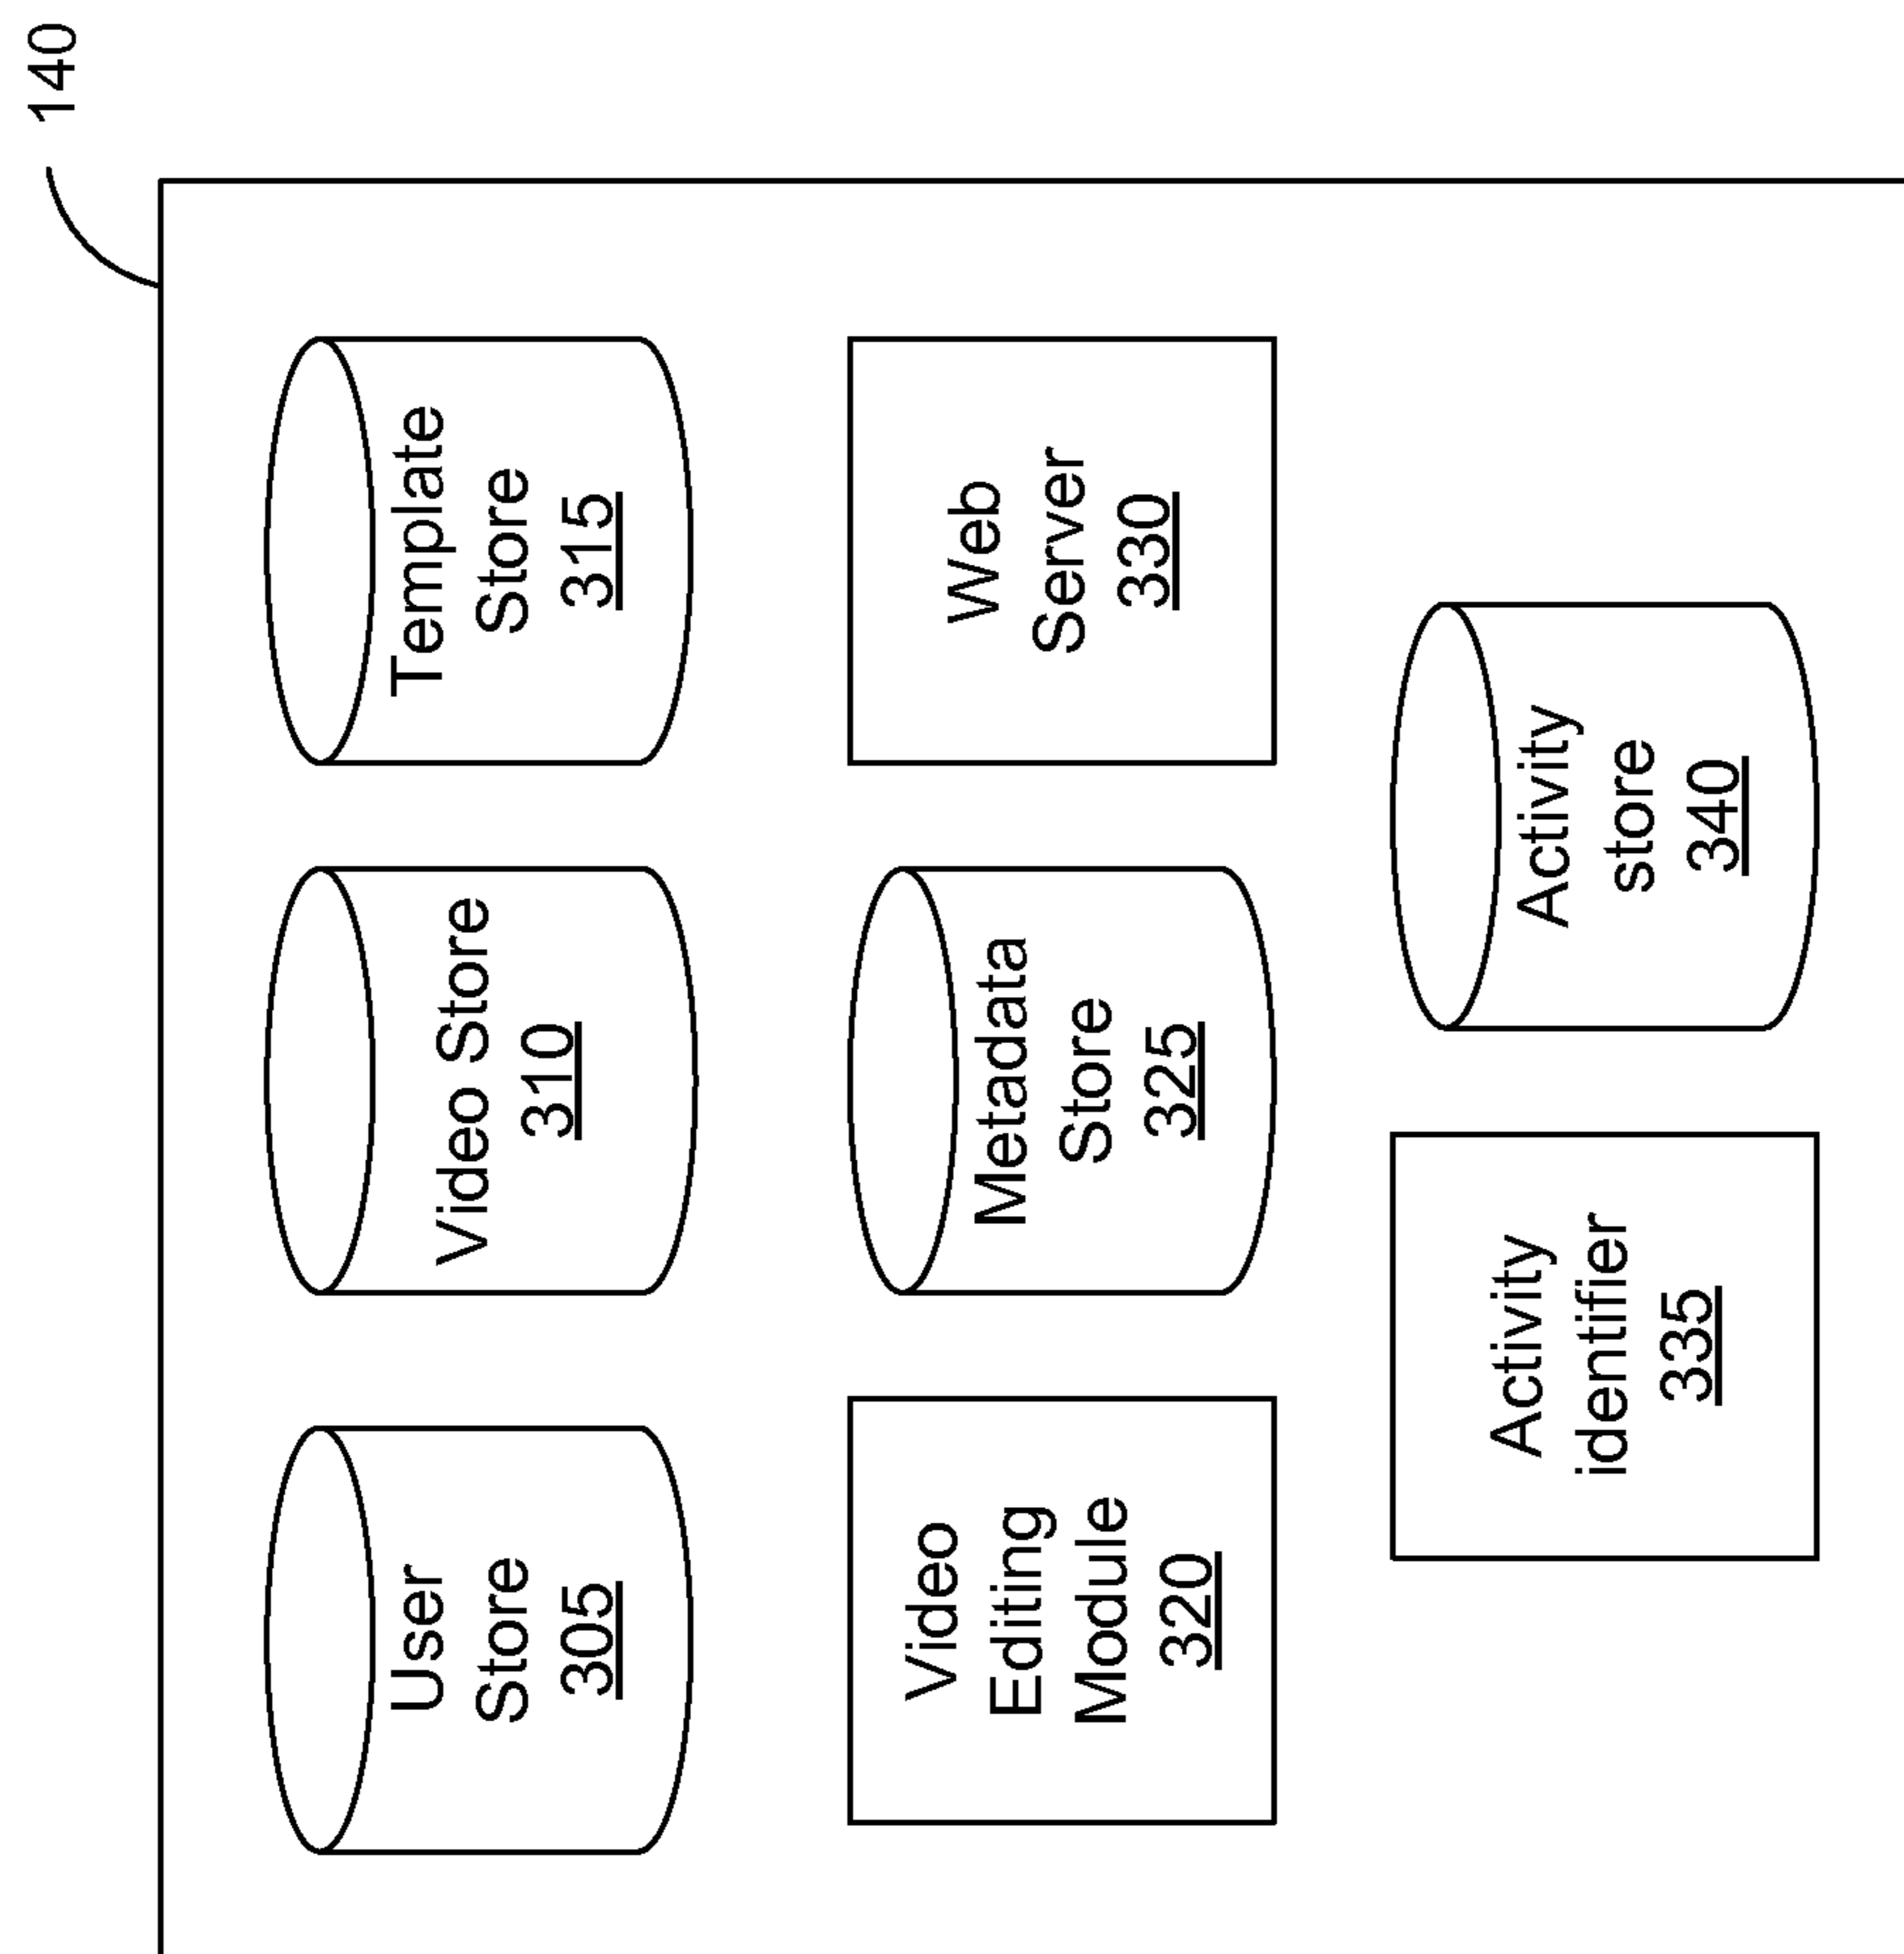 140
User
Store
305
Video Store
310
Template
Store
315
Video
Editing
Module
320
Metadata
Store
325
Web
Server
330
Activity
identifier
335
Activity
store
340